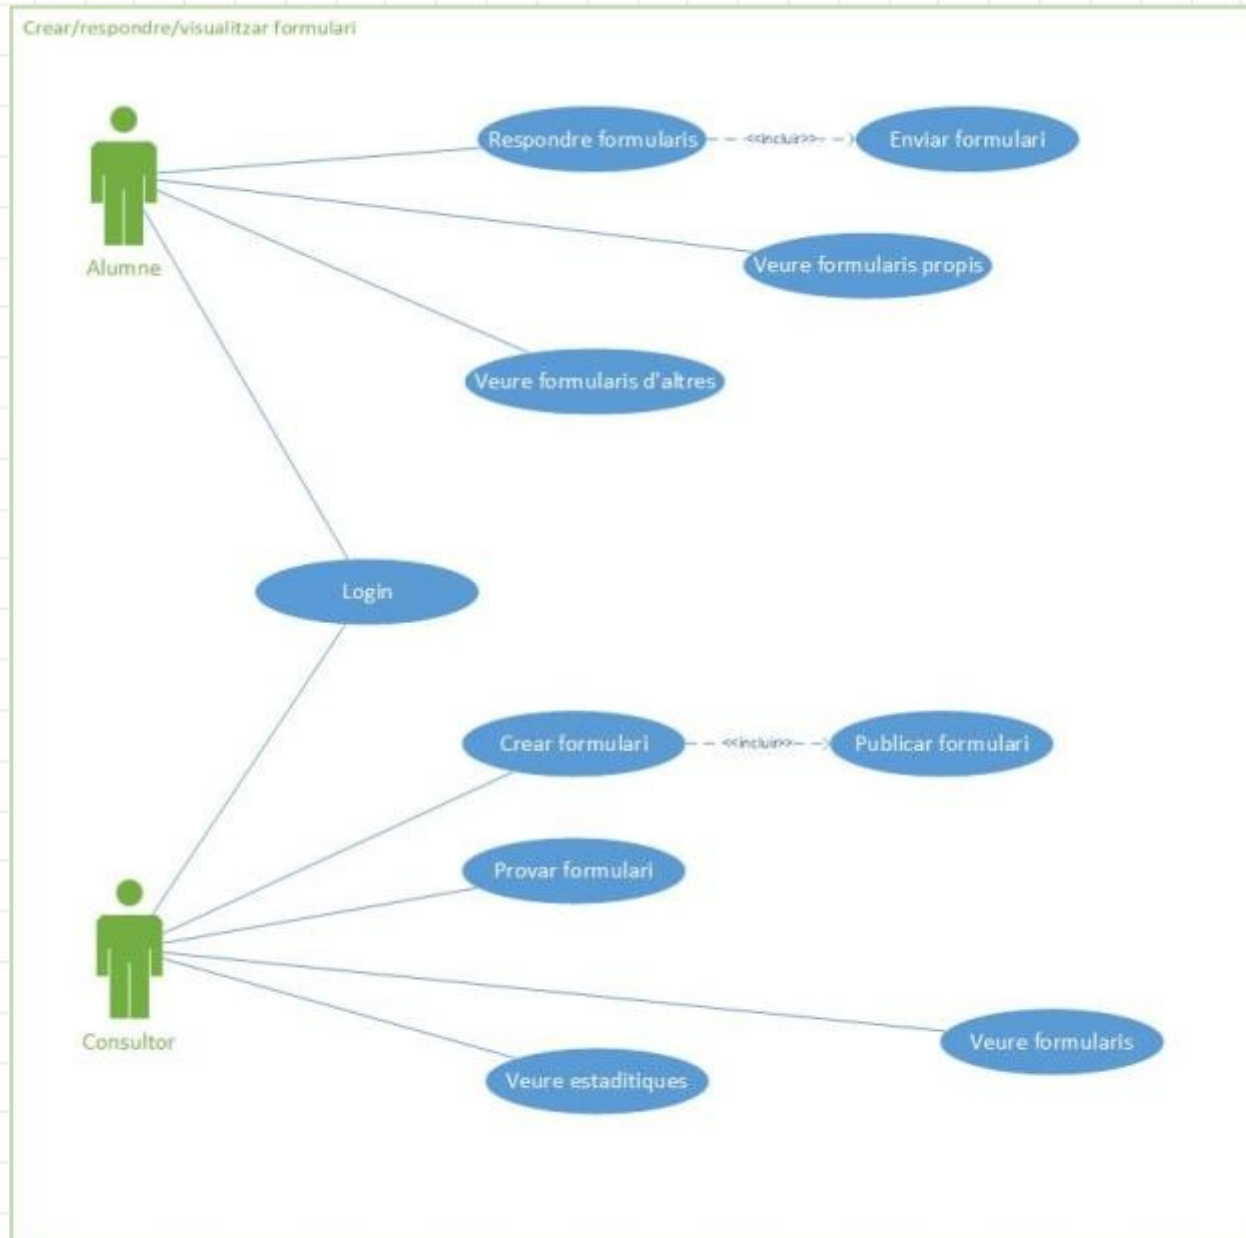 Crear/respondre/visualitzar formulari
Respondre formularis
<<incluir>>
Enviar formulari
Alumne
Veure formularis propis
Veure formularis d'altres
Login
Crear formulari
<<incluir>>
Publicar formulari
Provar formulari
Consultor
Veure formularis
Veure estaditiques